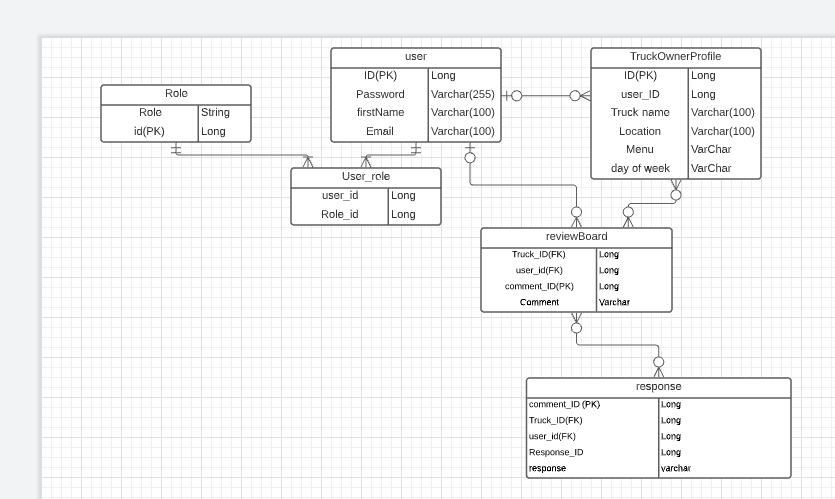 Role
Role String
id(PK) Long
user
ID(PK) Long
Password Varchar(255)
firstName Varchar(100)
Email Varchar(100)
TruckOwnerProfile
ID(PK) Long
user_ID Long
Truck name Varchar(100)
Location Varchar(100)
Menu VarChar
day of week VarChar
User_role
user_id Long
Role_id Long
reviewBoard
Truck_ID(FK) Long
user_id(FK) Long
comment_ID(PK) Long
Comment Varchar
response
comment_ID (PK) Long
Truck_ID(FK) Long
user_id(FK) Long
Response_ID Long
response varchar